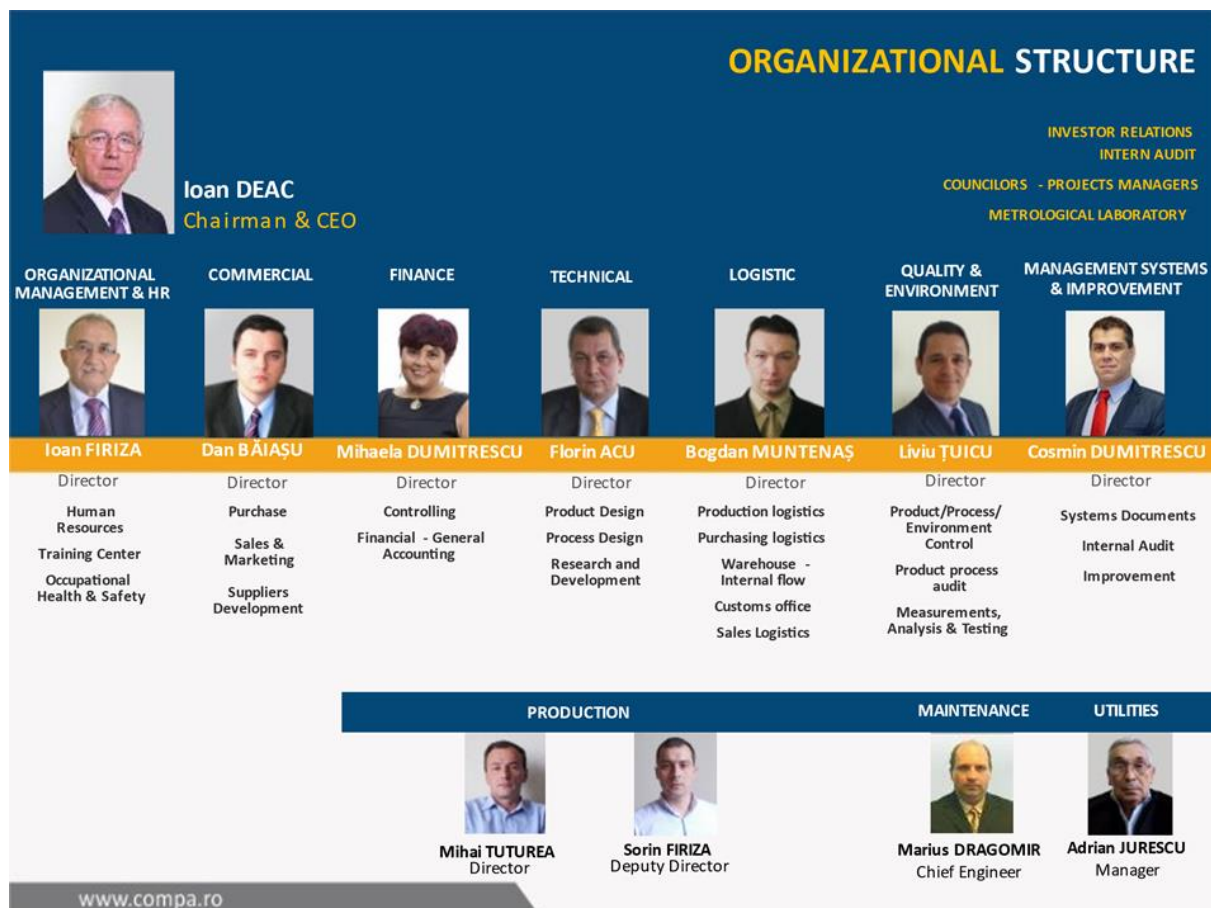 ORGANIZATIONAL STRUCTURE
INVESTOR RELATIONS
INTERN AUDIT
COUNCILORS - PROJECTS MANAGERS
METROLOGICAL LABORATORY
Ioan DEAC
Chairman & CEO
ORGANIZATIONAL
MANAGEMENT & HR
Ioan FIRIZA
Director
Human
Resources
Training Center
Occupational
Health & Safety
COMMERCIAL
Dan BĂIAȘU
Director
Purchase
Sales &
Marketing
Suppliers
Development
FINANCE
Mihaela DUMITRESCU
Director
Controlling
Financial - General
Accounting
TECHNICAL
Florin ACU
Director
Product Design
Process Design
Research and
Development
LOGISTIC
Bogdan MUNTENAȘ
Director
Production logistics
Purchasing logistics
Warehouse -
Internal flow
Customs office
Sales Logistics
QUALITY &
ENVIRONMENT
Liviu ȚUICU
Director
Product/Process/
Environment
Control
Product process
audit
Measurements,
Analysis & Testing
MANAGEMENT SYSTEMS
& IMPROVEMENT
Cosmin DUMITRESCU
Director
Systems Documents
Internal Audit
Improvement
PRODUCTION
Mihai TUTUREA
Director
Sorin FIRIZA
Deputy Director
MAINTENANCE
Marius DRAGOMIR
Chief Engineer
UTILITIES
Adrian JURESCU
Manager
www.compa.ro